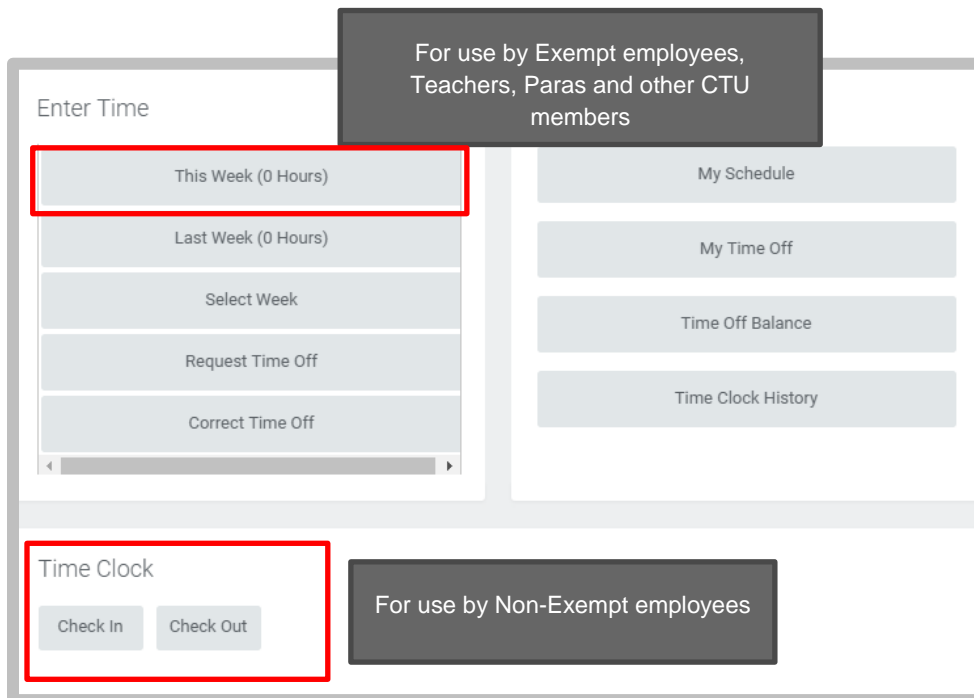 For use by Exempt employees,
Teachers, Paras and other CTU
members
Enter Time
This Week (0 Hours)
Last Week (0 Hours)
Select Week
Request Time Off
Correct Time Off
My Schedule
My Time Off
Time Off Balance
Time Clock History
Time Clock
Check In
Check Out
For use by Non-Exempt employees